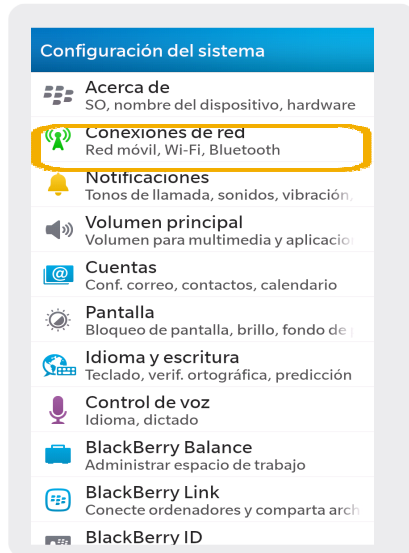 Configuración del sistema
Acerca de
SO, nombre del dispositivo, hardware
Conexiones de red
Red móvil, Wi-Fi, Bluetooth
Notificaciones
Tonos de llamada, sonidos, vibración,
Volumen principal
Volumen para multimedia y aplicacio
Cuentas
Conf. correo, contactos, calendario
Pantalla
Bloqueo de pantalla, brillo, fondo de
Idioma y escritura
Teclado, verif. ortográfica, predicción
Control de voz
Idioma, dictado
BlackBerry Balance
Administrar espacio de trabajo
BlackBerry Link
Conecte ordenadores y comparta arch
BlackBerry ID